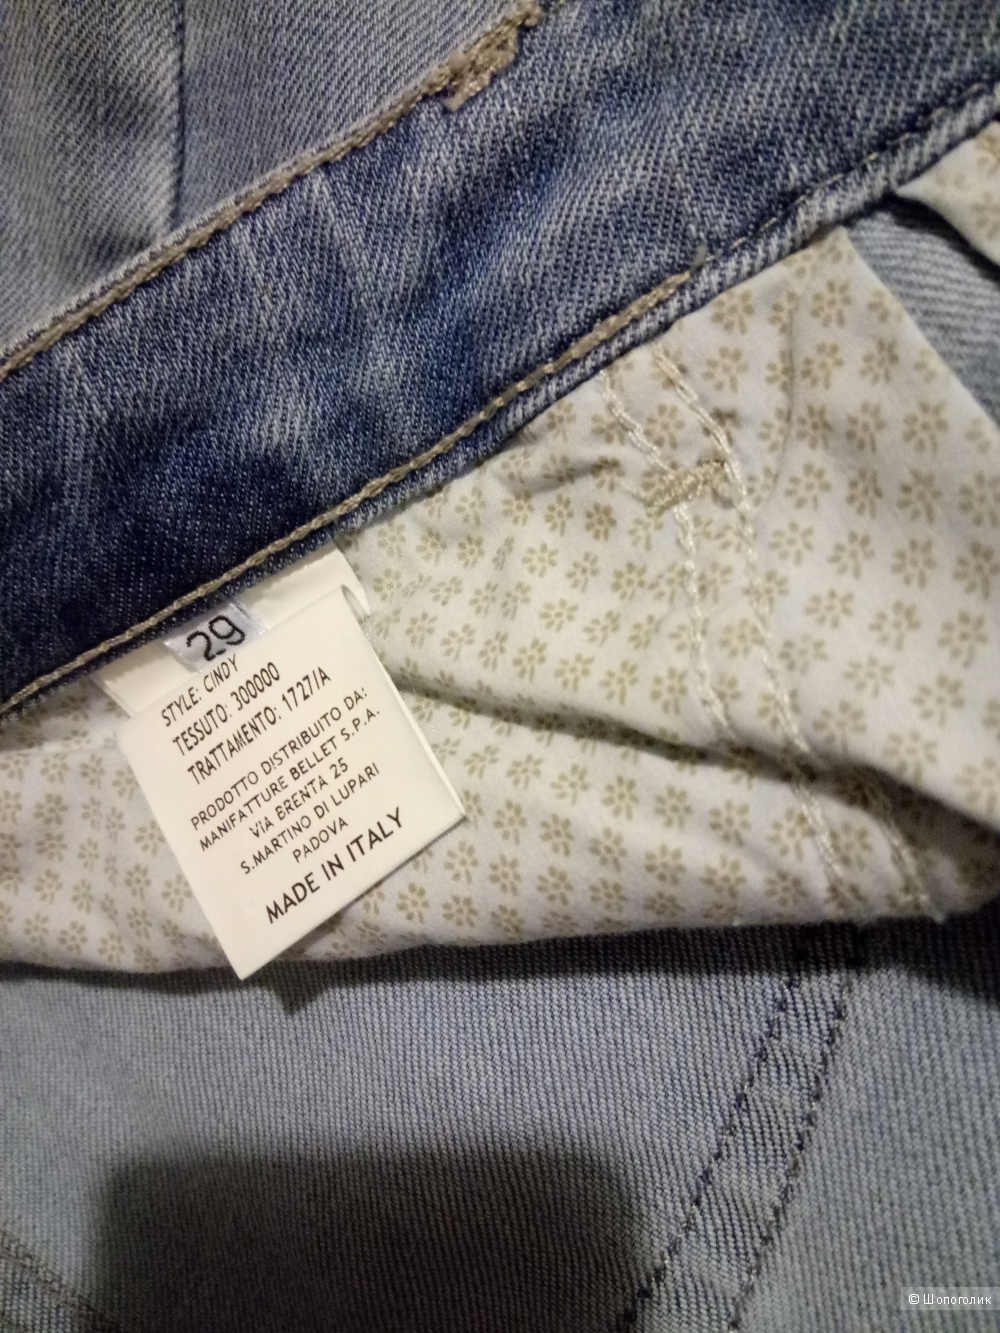 29
STYLE: CINDY
TESSUTO: 300000
TRATTAMENTO: 1727/A
PRODOTTO DISTRIBUITO DA:
MANIFATTURE BELLET S.P.A.
VIA BRENTA 25
S.MARTINO DI LUPARI
PADOVA
MADE IN ITALY
© Шопоголик